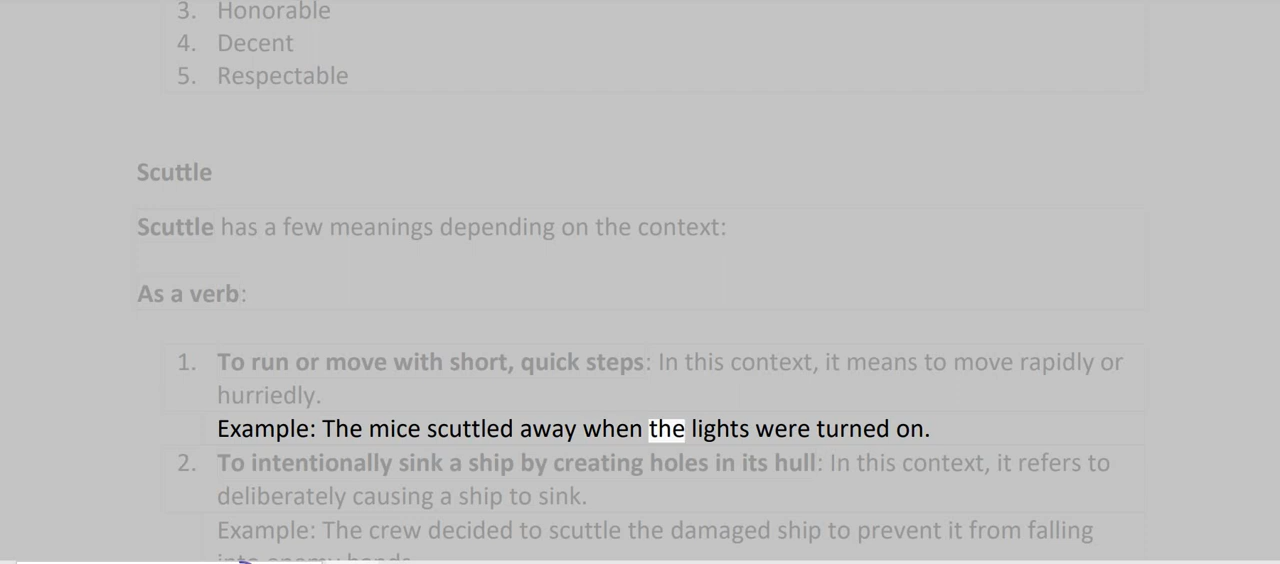 3. Honorable
4. Decent
5. Respectable
Scuttle
Scuttle has a few meanings depending on the context:
As a verb:
1. To run or move with short, quick steps: In this context, it means to move rapidly or
hurriedly.
Example: The mice scuttled away when the lights were turned on.
2. To intentionally sink a ship by creating holes in its hull: In this context, it refers to
deliberately causing a ship to sink.
Example: The crew decided to scuttle the damaged ship to prevent it from falling
into enemy hands.